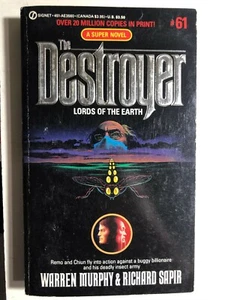 SIGNET • 451-AE3560 • (CANADA $3.95) • U.S. $3.50
OVER 20 MILLION COPIES IN PRINT!
#61
A SUPER NOVEL
The
Destroyer
LORDS OF THE EARTH
Remo and Chiun fly into action against a buggy billionaire
and his deadly insect army
WARREN MURPHY & RICHARD SAPIR